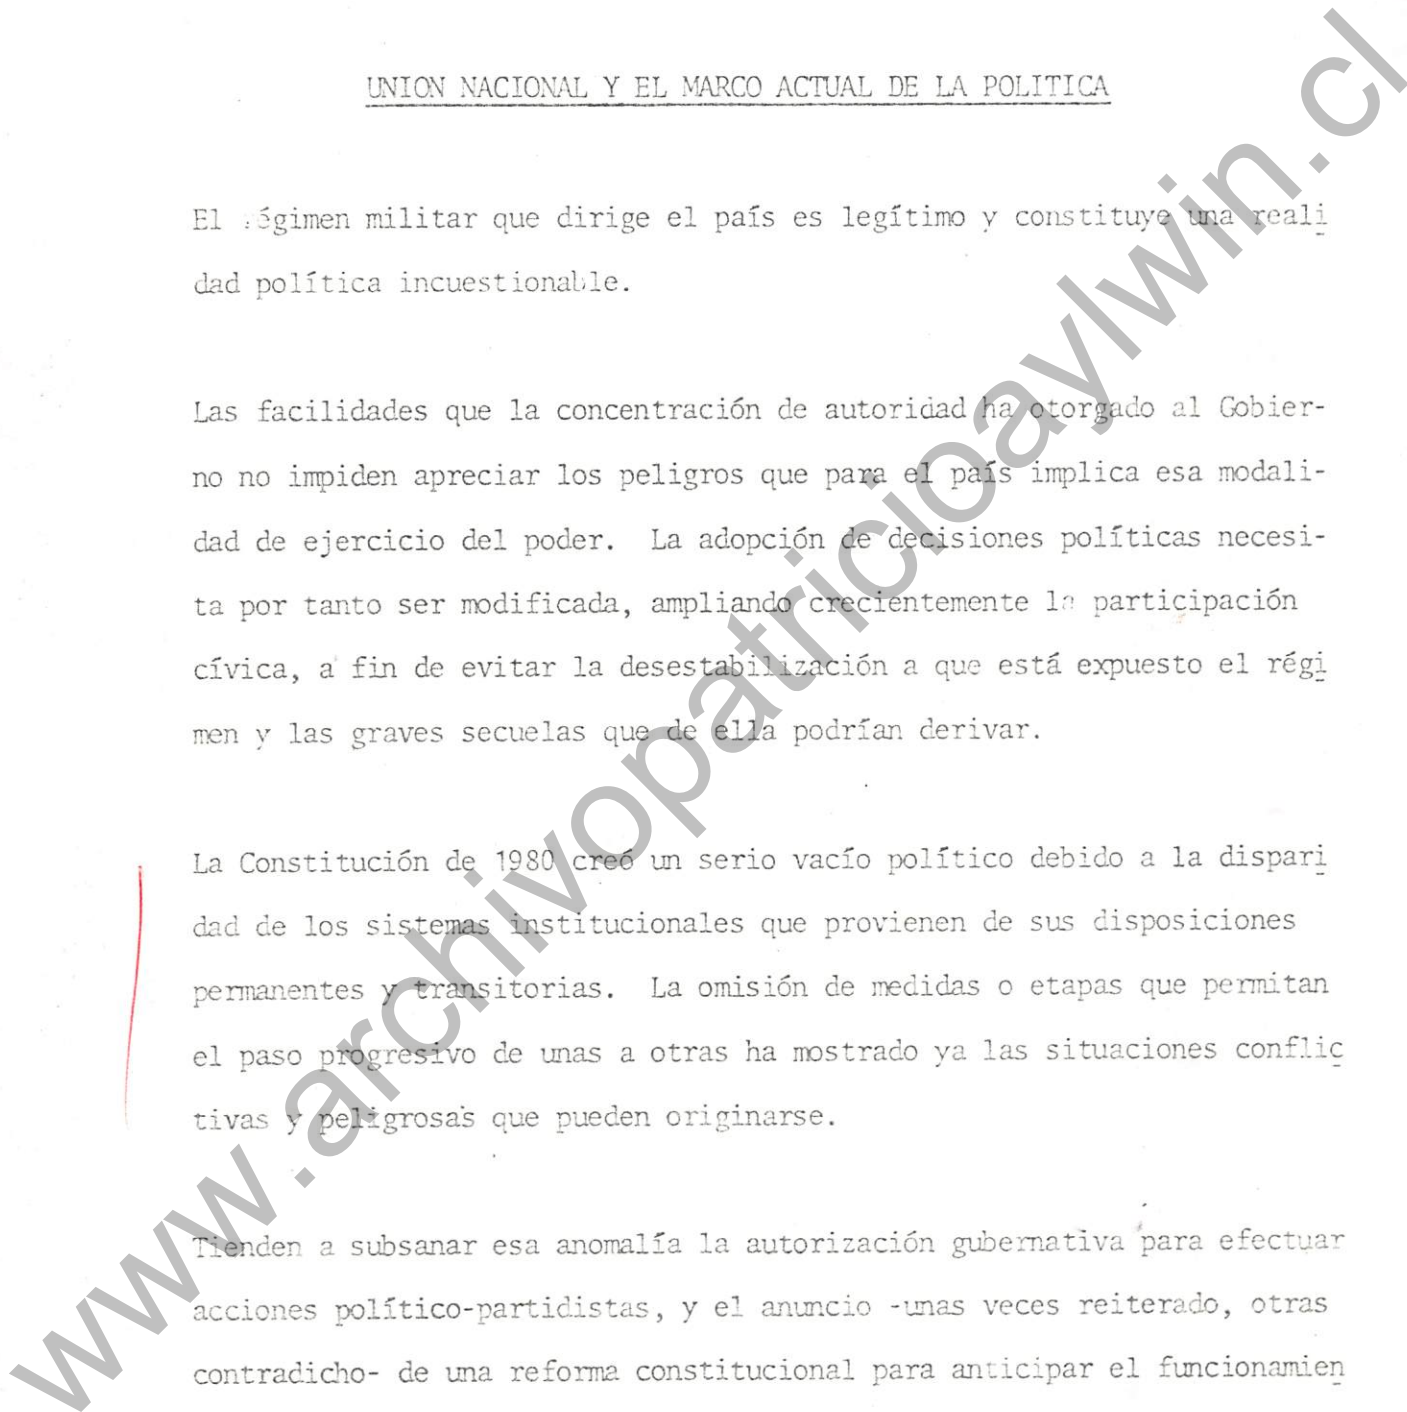 UNION NACIONAL Y EL MARCO ACTUAL DE LA POLITICA
El régimen militar que dirige el país es legítimo y constituye una reali
dad política incuestionable.
Las facilidades que la concentración de autoridad ha otorgado al Gobier-
no no impiden apreciar los peligros que para el país implica esa modali-
dad de ejercicio del poder. La adopción de decisiones políticas necesi-
ta por tanto ser modificada, ampliando crecientemente la participación
cívica, a fin de evitar la desestabilización a que está expuesto el régi
men y las graves secuelas que de ella podrían derivar.
La Constitución de 1980 creó un serio vacío político debido a la dispari
dad de los sistemas institucionales que provienen de sus disposiciones
permanentes y transitorias. La omisión de medidas o etapas que permitan
el paso progresivo de unas a otras ha mostrado ya las situaciones conflic
tivas y peligrosas que pueden originarse.
Tienden a subsanar esa anomalía la autorización gubernativa para efectuar
acciones político-partidistas, y el anuncio -unas veces reiterado, otras
contradicho- de una reforma constitucional para anticipar el funcionamien
www.archivopatricioaylwin.cl